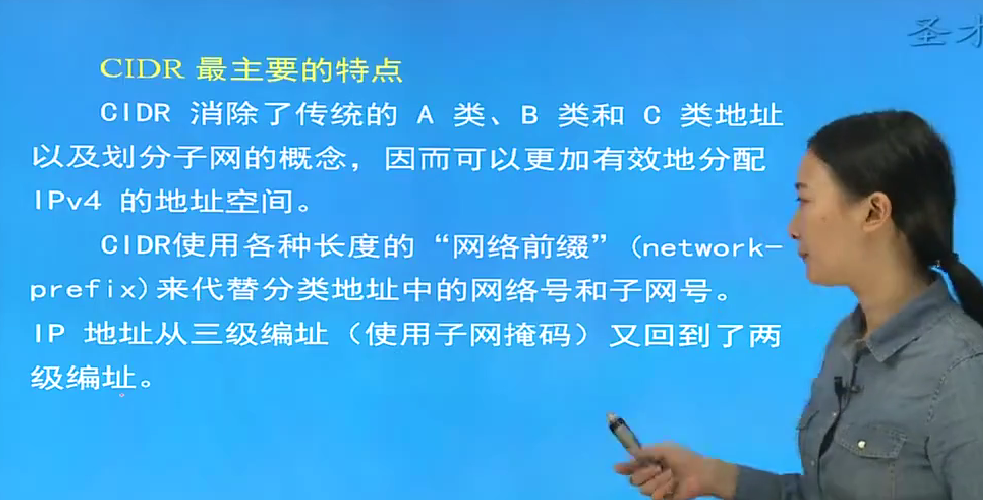 圣才
CIDR 最主要的特点
CIDR 消除了传统的 A 类、B 类和 C 类地址
以及划分子网的概念，因而可以更加有效地分配
IPv4 的地址空间。
CIDR使用各种长度的“网络前缀”(network-
prefix)来代替分类地址中的网络号和子网号。
IP 地址从三级编址（使用子网掩码）又回到了两
级编址。